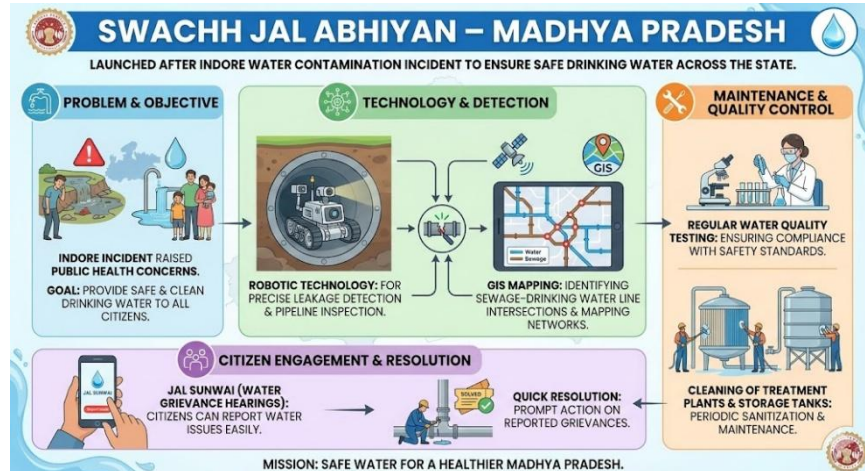 SWACHH JAL ABHIYAN – MADHYA PRADESH
LAUNCHED AFTER INDORE WATER CONTAMINATION INCIDENT TO ENSURE SAFE DRINKING WATER ACROSS THE STATE.
PROBLEM & OBJECTIVE
INDORE INCIDENT RAISED
PUBLIC HEALTH CONCERNS.
GOAL: PROVIDE SAFE & CLEAN
DRINKING WATER TO ALL
CITIZENS.
TECHNOLOGY & DETECTION
ROBOTIC TECHNOLOGY: FOR
PRECISE LEAKAGE DETECTION
& PIPELINE INSPECTION.
GIS
Water
Sewage
GIS MAPPING: IDENTIFYING
SEWAGE-DRINKING WATER LINE
INTERSECTIONS & MAPPING
NETWORKS.
MAINTENANCE &
QUALITY CONTROL
REGULAR WATER QUALITY
TESTING: ENSURING COMPLIANCE
WITH SAFETY STANDARDS.
CLEANING OF TREATMENT
PLANTS & STORAGE TANKS:
PERIODIC SANITIZATION &
MAINTENANCE.
CITIZEN ENGAGEMENT & RESOLUTION
JAL SUNWAI
JAL SUNWAI (WATER
GRIEVANCE HEARINGS):
CITIZENS CAN REPORT WATER
ISSUES EASILY.
SOLVED
QUICK RESOLUTION:
PROMPT ACTION ON
REPORTED GRIEVANCES.
MISSION: SAFE WATER FOR A HEALTHIER MADHYA PRADESH.